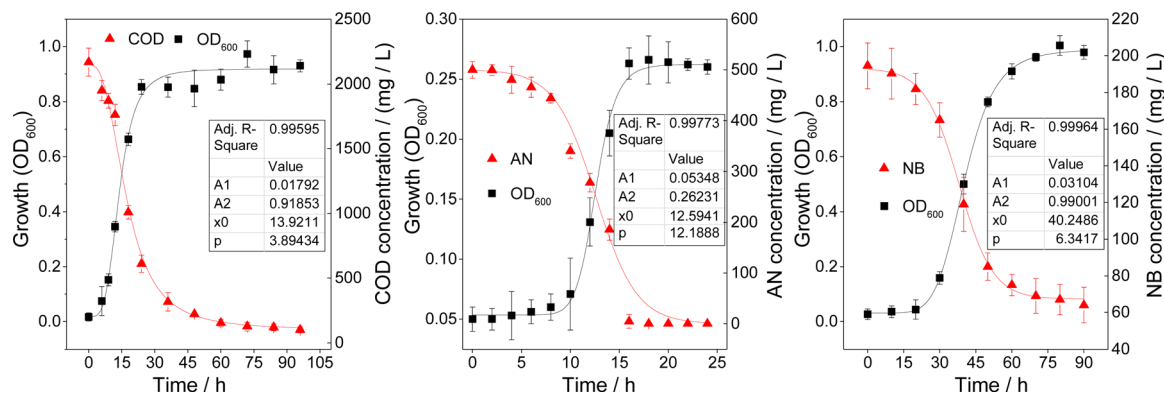 COD OD600
Growth (OD600)
1.0
0.8
0.6
0.4
0.2
0.0
Adj. R-Square 0.99595
Value
A1 0.01792
A2 0.91853
x0 13.9211
p 3.89434
2500
2000
1500
1000
500
0
COD concentration / (mg / L)
0 15 30 45 60 75 90 105
Time / h
Growth (OD600)
0.30
0.25
0.20
0.15
0.10
0.05
AN
OD600
Adj. R-Square 0.99773
Value
A1 0.05348
A2 0.26231
x0 12.5941
p 12.1888
600
500
400
300
200
100
0
AN concentration / (mg / L)
0 5 10 15 20 25
Time / h
Growth (OD600)
1.0
0.8
0.6
0.4
0.2
0.0
NB
OD600
Adj. R-Square 0.99964
Value
A1 0.03104
A2 0.99001
x0 40.2486
p 6.3417
220
200
180
160
140
120
100
80
60
40
NB concentration / (mg / L)
0 15 30 45 60 75 90
Time / h